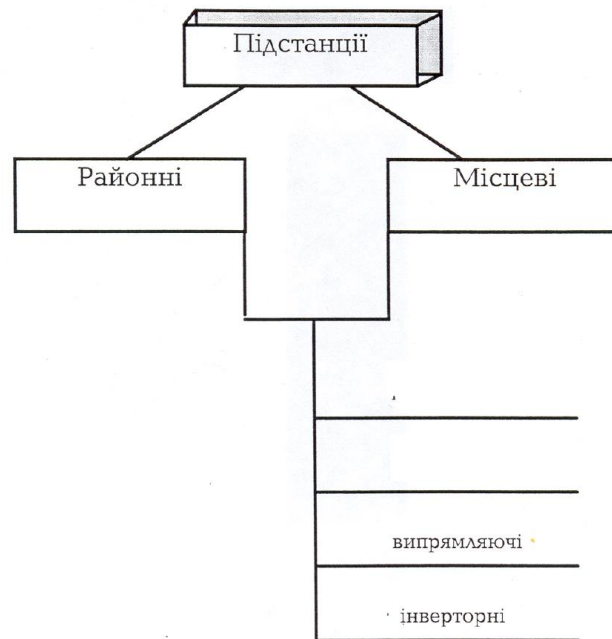 Підстанції
Районні
Місцеві
випрямляючі
інверторні